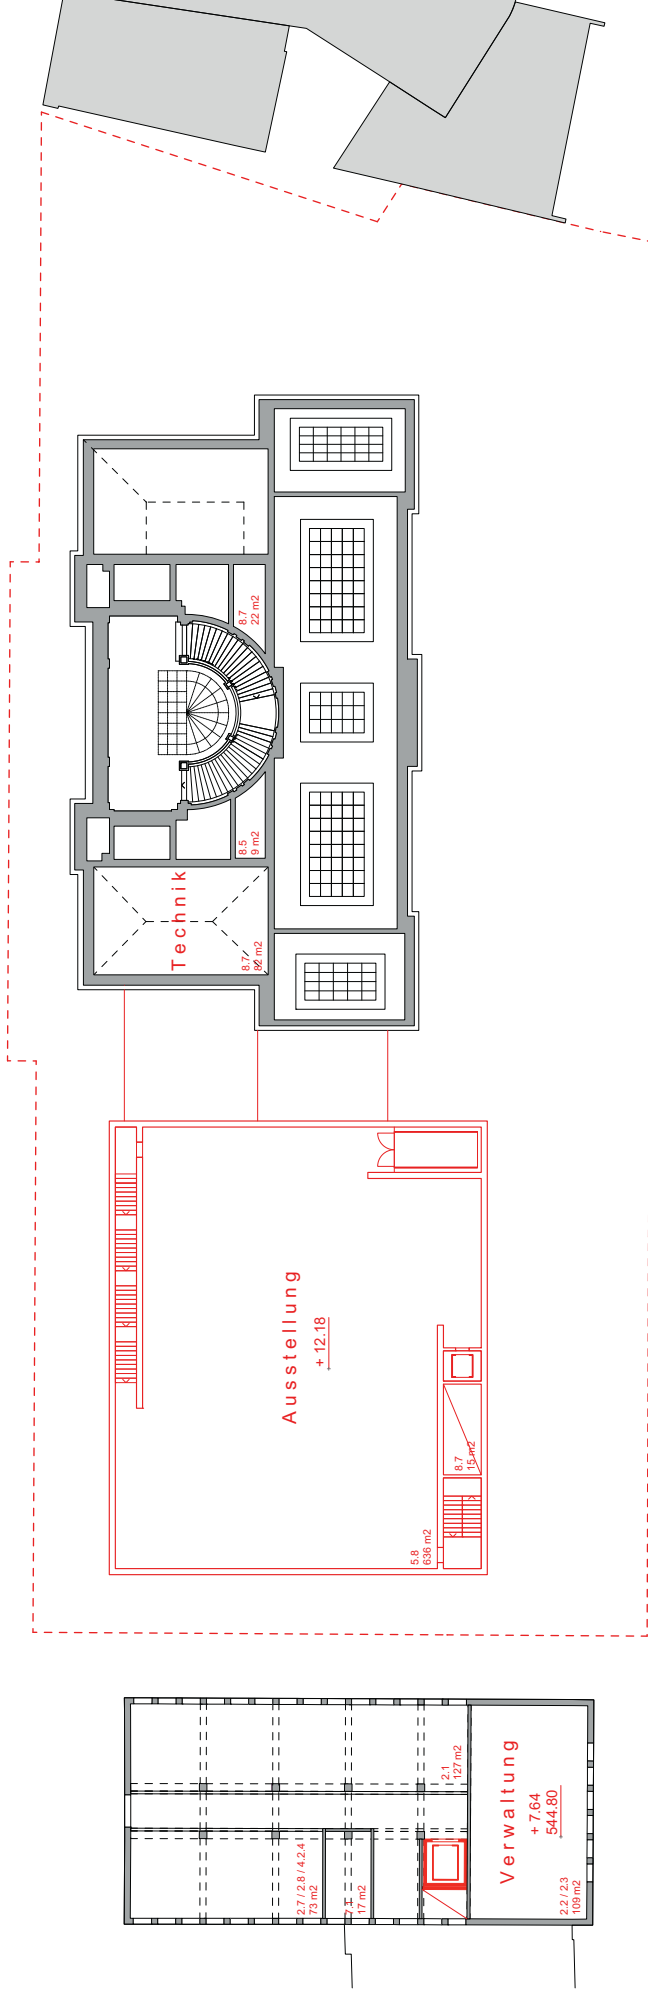 8.7
22 m2
8.5
9 m2
Technik
8.7
82 m2
Ausstellung
+ 12.18
8.7
15 m2
5.8
636 m2
2.1
127 m2
Verwaltung
+ 7.64
544.80
2.7 / 2.8 / 4.2.4
73 m2
17 m2
2.2 / 2.3
109 m2